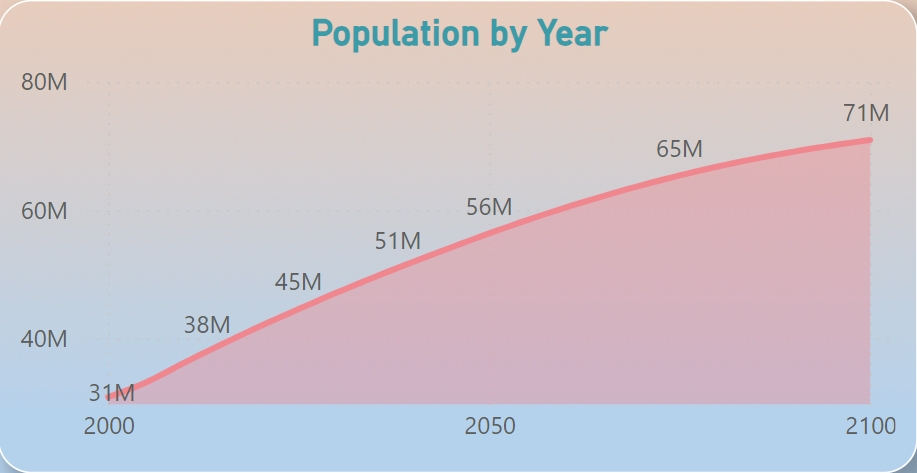 Population by Year
80M
71M
65M
60M
56M
51M
45M
38M
40M
31M
2000 2050 2100